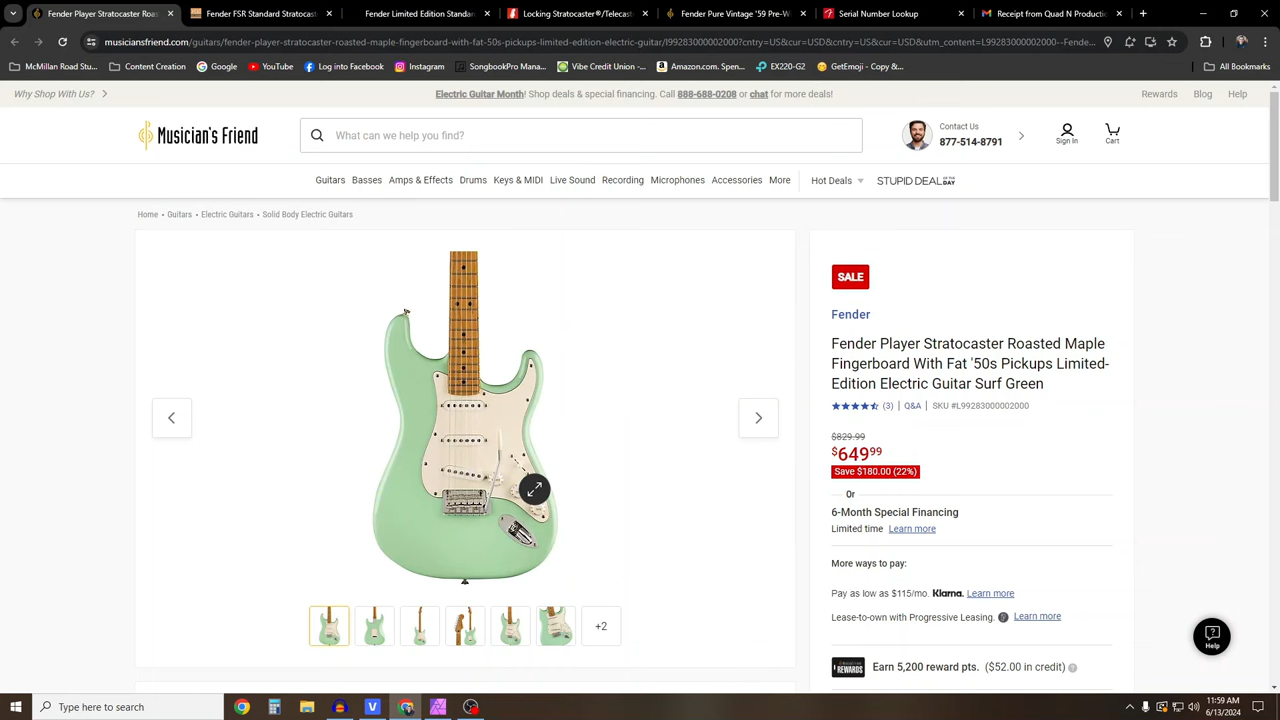 Fender Player Stratocaster Roas
Fender FSR Standard Stratocaste
Fender Limited Edition Standar
Locking Stratocaster®/Telecast
Fender Pure Vintage '59 Pre-W
Serial Number
Receipt from Quad N Productio
musiciansfriend.com/guitars/fender-player-stratocaster-roasted-maple-fingerboard-with-fat-50s-pickups-limited-edition-electric-guitar/l99283000002000?cntry=US&cur=USD&cntry=US&cur=USD&utm_content=L99283000002000--Fende...
McMillan Road Studios
Content Creation
Google
YouTube
Log into Facebook
Instagram
SongbookPro Mana...
Vibe Credit Union -...
Amazon.com. Spen...
EX220-G2
Gotimerding - Copy &...
All Bookmarks
Why Shop With Us?
Electric Guitar Month! Shop deals & special financing. Call 888-688-0208 or chat for more deals!
Rewards Blog Help
Musician's Friend
What can we help you find?
Contact Us
877-514-8791
Sign In
Cart
Guitars Basses Amps & Effects Drums Keys & MIDI Live Sound Recording Microphones Accessories More Hot Deals STUPID DEAL OF THE DAY
Home • Guitars • Electric Guitars • Solid Body Electric Guitars
SALE
Fender
Fender Player Stratocaster Roasted Maple
Fingerboard With Fat '50s Pickups Limited-
Edition Electric Guitar Surf Green
(3) | Q&A | SKU #L99283000002000
$829.99
$649.99
Save $180.00 (22%)
Or
6-Month Special Financing
Limited time Learn more
More ways to pay:
Pay as low as $115/mo. Klarna. Learn more
Lease-to-own with Progressive Leasing. ? Learn more
+2
Help
REWARDS
Earn 5,200 reward pts. ($52.00 in credit) ?
Type here to search
11:59 AM
6/13/2024